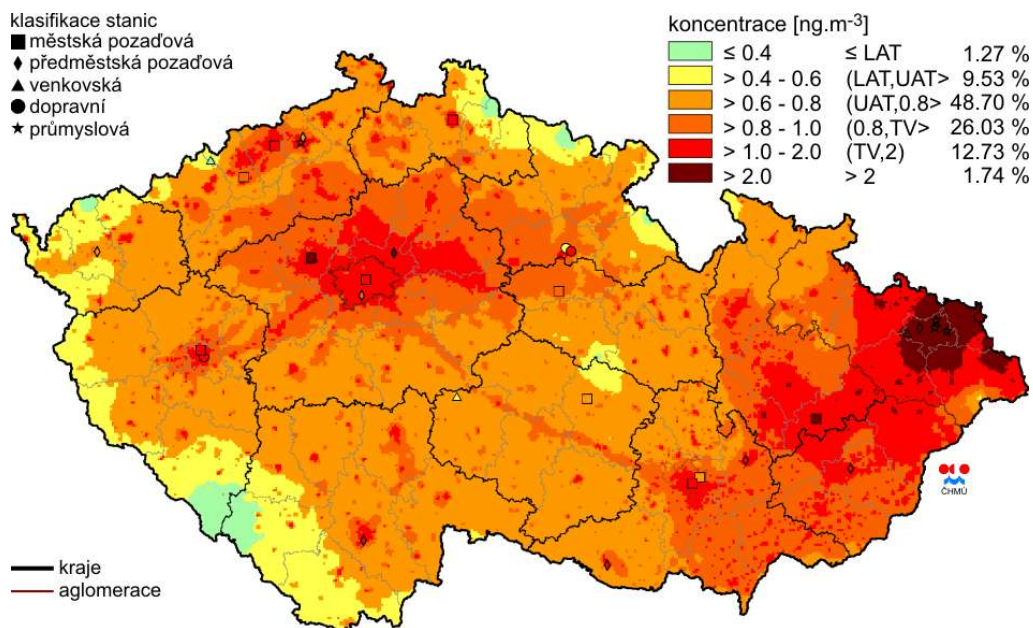 klasifikace stanic
městská pozaďová
předměstská pozaďová
venkovská
dopravní
průmyslová
koncentrace [ng.m-3]
≤ 0.4 ≤ LAT 1.27 %
> 0.4 - 0.6 (LAT,UAT> 9.53 %
> 0.6 - 0.8 (UAT,0.8> 48.70 %
> 0.8 - 1.0 (0.8,TV> 26.03 %
> 1.0 - 2.0 (TV,2) 12.73 %
> 2.0 > 2 1.74 %
ČHMÚ
kraje
aglomerace